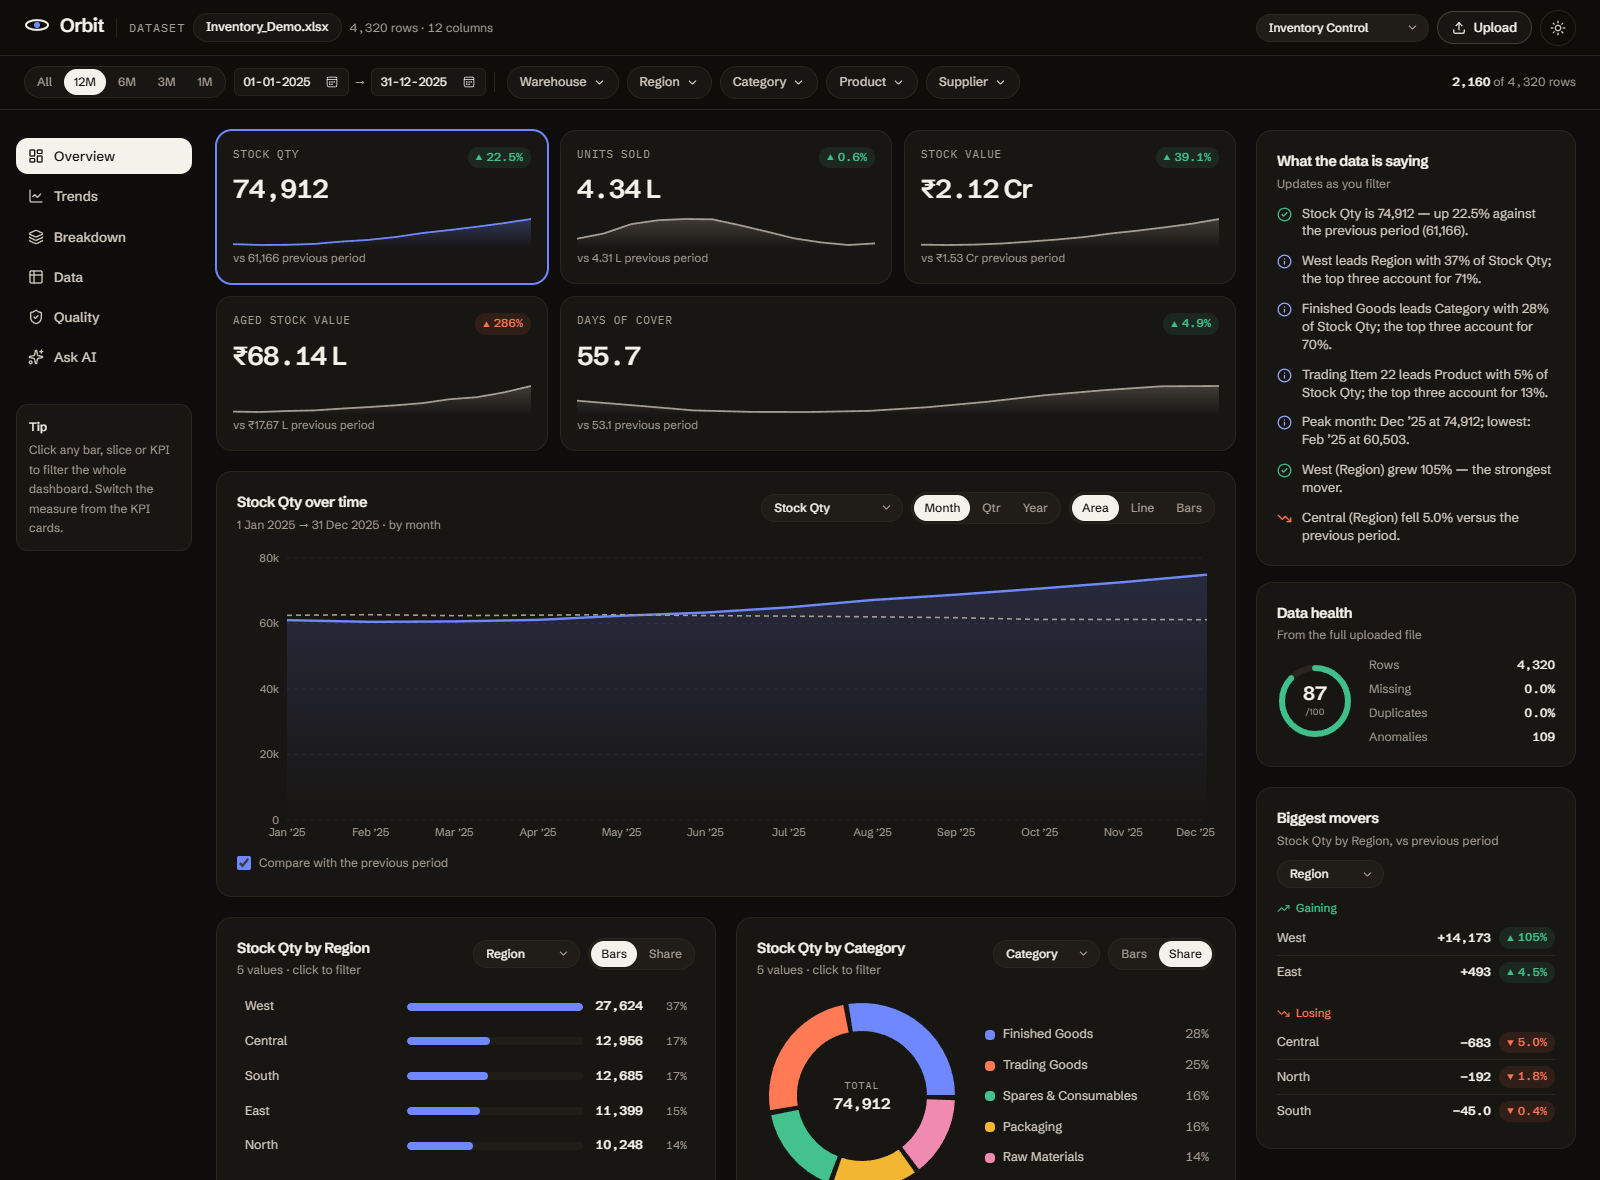 Orbit
DATASET
Inventory_Demo.xlsx
4,320 rows · 12 columns
Inventory Control
Upload
All
12M
6M
3M
1M
01-01-2025
→
31-12-2025
Warehouse
Region
Category
Product
Supplier
2,160 of 4,320 rows
Overview
Trends
Breakdown
Data
Quality
Ask AI
Tip
Click any bar, slice or KPI
to filter the whole
dashboard. Switch the
measure from the KPI
cards.
STOCK QTY
▲ 22.5%
74,912
vs 61,166 previous period
UNITS SOLD
▲ 0.6%
4.34 L
vs 4.31 L previous period
STOCK VALUE
▲ 39.1%
₹2.12 Cr
vs ₹1.53 Cr previous period
AGED STOCK VALUE
▲ 286%
₹68.14 L
vs ₹17.67 L previous period
DAYS OF COVER
▲ 4.9%
55.7
vs 53.1 previous period
Stock Qty over time
1 Jan 2025 → 31 Dec 2025 · by month
Stock Qty
Month
Qtr
Year
Area
Line
Bars
80k
60k
40k
20k
0
Jan ’25
Feb ’25
Mar ’25
Apr ’25
May ’25
Jun ’25
Jul ’25
Aug ’25
Sep ’25
Oct ’25
Nov ’25
Dec ’25
Compare with the previous period
Stock Qty by Region
5 values · click to filter
Region
Bars
Share
West 27,624 37%
Central 12,956 17%
South 12,685 17%
East 11,399 15%
North 10,248 14%
Stock Qty by Category
5 values · click to filter
Category
Bars
Share
TOTAL
74,912
Finished Goods 28%
Trading Goods 25%
Spares & Consumables 16%
Packaging 16%
Raw Materials 14%
What the data is saying
Updates as you filter
Stock Qty is 74,912 — up 22.5% against
the previous period (61,166).
West leads Region with 37% of Stock Qty;
the top three account for 71%.
Finished Goods leads Category with 28%
of Stock Qty; the top three account for
70%.
Trading Item 22 leads Product with 5% of
Stock Qty; the top three account for 13%.
Peak month: Dec ’25 at 74,912; lowest:
Feb ’25 at 60,503.
West (Region) grew 105% — the strongest
mover.
Central (Region) fell 5.0% versus the
previous period.
Data health
From the full uploaded file
87
/100
Rows 4,320
Missing 0.0%
Duplicates 0.0%
Anomalies 109
Biggest movers
Stock Qty by Region, vs previous period
Region
Gaining
West +14,173 ▲ 105%
East +493 ▲ 4.5%
Losing
Central −683 ▼ 5.0%
North −192 ▼ 1.8%
South −45.0 ▼ 0.4%